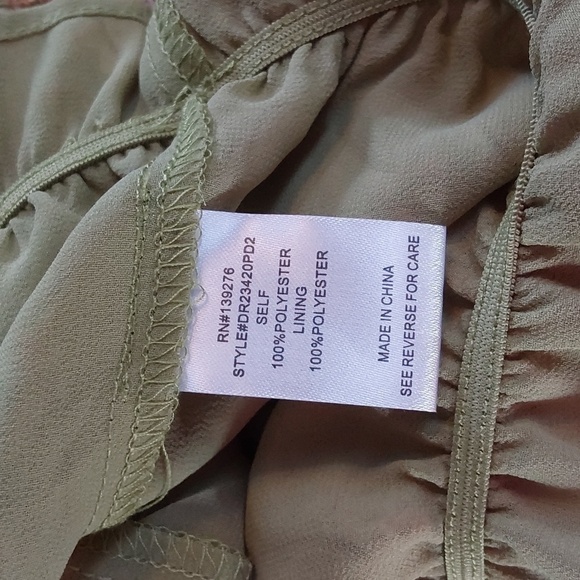 RN#139276
STYLE#DR23420PD2
SELF
100%POLYESTER
LINING
100%POLYESTER
MADE IN CHINA
SEE REVERSE FOR CARE